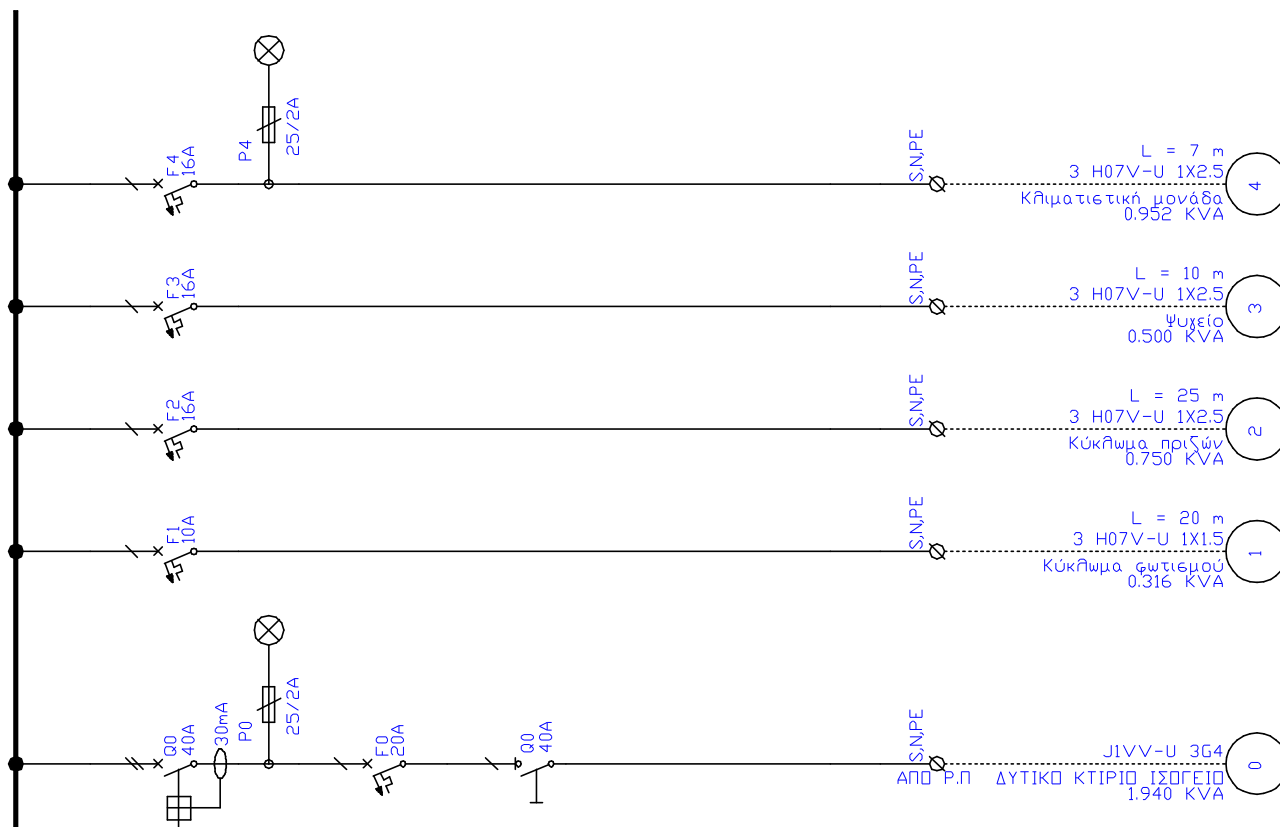 P4
25/2A
F4
16A
S,N,PE
L = 7 m
3 H07V-U 1X2.5
Κλιματιστική μονάδα
0.952 KVA
4
F3
16A
S,N,PE
L = 10 m
3 H07V-U 1X2.5
Ψυχείο
0.500 KVA
3
F2
16A
S,N,PE
L = 25 m
3 H07V-U 1X2.5
Κύκλωμα πριζών
0.750 KVA
2
F1
10A
S,N,PE
L = 20 m
3 H07V-U 1X1.5
Κύκλωμα φωτισμού
0.316 KVA
1
Q0
40A
30mA
P0
25/2A
F0
20A
Q0
40A
S,N,PE
J1VV-U 3G4
ΑΠΟ Ρ.Π ΔΥΤΙΚΟ ΚΤΙΡΙΟ ΙΣΟΓΕΙΟ
1.940 KVA
0